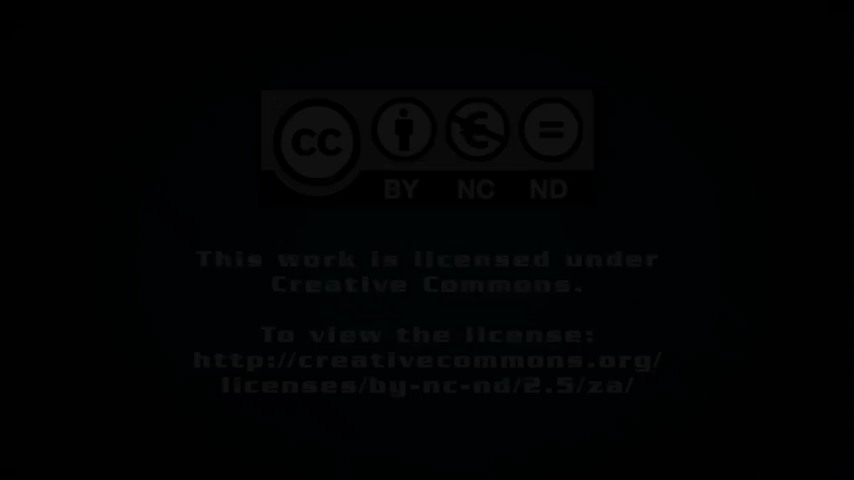 CC
BY NC ND
This work is licensed under
Creative Commons.
To view the license:
http://creativecommons.org/
licenses/by-nc-nd/2.5/za/